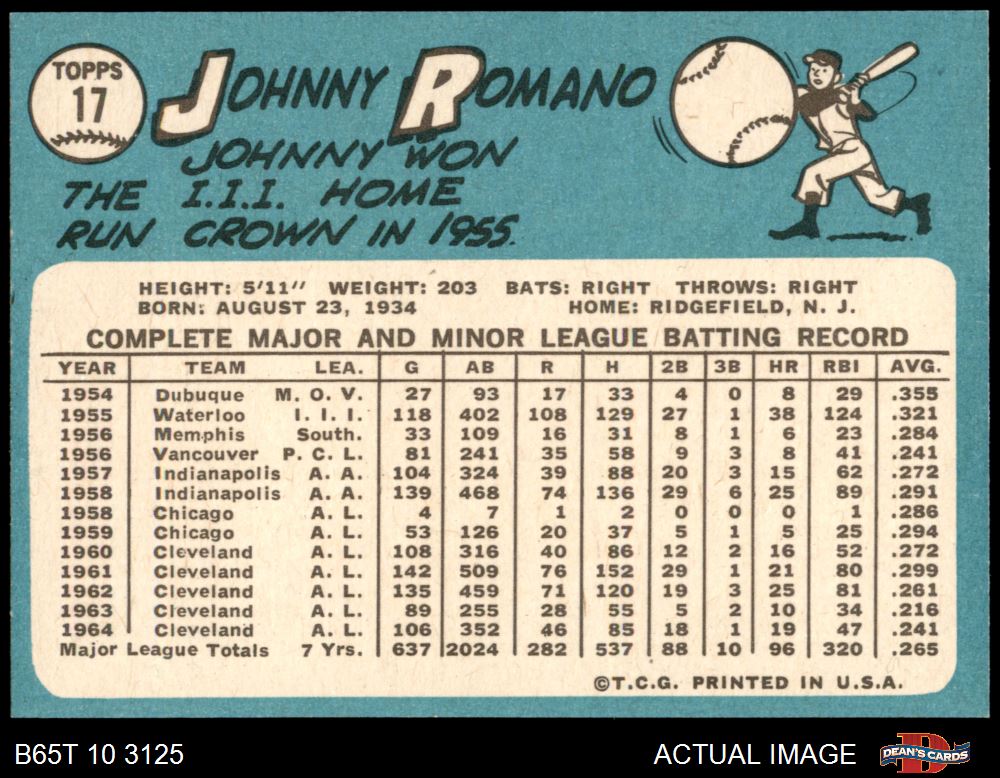 TOPPS
17
JOHNNY ROMANO
JOHNNY WON
THE I.I.I. HOME
RUN CROWN IN 1955.
HEIGHT: 5'11" WEIGHT: 203 BATS: RIGHT THROWS: RIGHT
BORN: AUGUST 23, 1934 HOME: RIDGEFIELD, N. J.
COMPLETE MAJOR AND MINOR LEAGUE BATTING RECORD
YEAR TEAM LEA. G AB R H 2B 3B HR RBI AVG.
1954 Dubuque M. O. V. 27 93 17 33 4 0 8 29 .355
1955 Waterloo I. I. I. 118 402 108 129 27 1 38 124 .321
1956 Memphis South. 33 109 16 31 8 1 6 23 .284
1956 Vancouver P. C. L. 81 241 35 58 9 3 8 41 .241
1957 Indianapolis A. A. 104 324 39 88 20 3 15 62 .272
1958 Indianapolis A. A. 139 468 74 136 29 6 25 89 .291
1958 Chicago A. L. 4 7 1 2 0 0 0 1 .286
1959 Chicago A. L. 53 126 20 37 5 1 5 25 .294
1960 Cleveland A. L. 108 316 40 86 12 2 16 52 .272
1961 Cleveland A. L. 142 509 76 152 29 1 21 80 .299
1962 Cleveland A. L. 135 459 71 120 19 3 25 81 .261
1963 Cleveland A. L. 89 255 28 55 5 2 10 34 .216
1964 Cleveland A. L. 106 352 46 85 18 1 19 47 .241
Major League Totals 7 Yrs. 637 2024 282 537 88 10 96 320 .265
©T.C.G. PRINTED IN U.S.A.
B65T 10 3125 ACTUAL IMAGE D DEAN'S CARDS